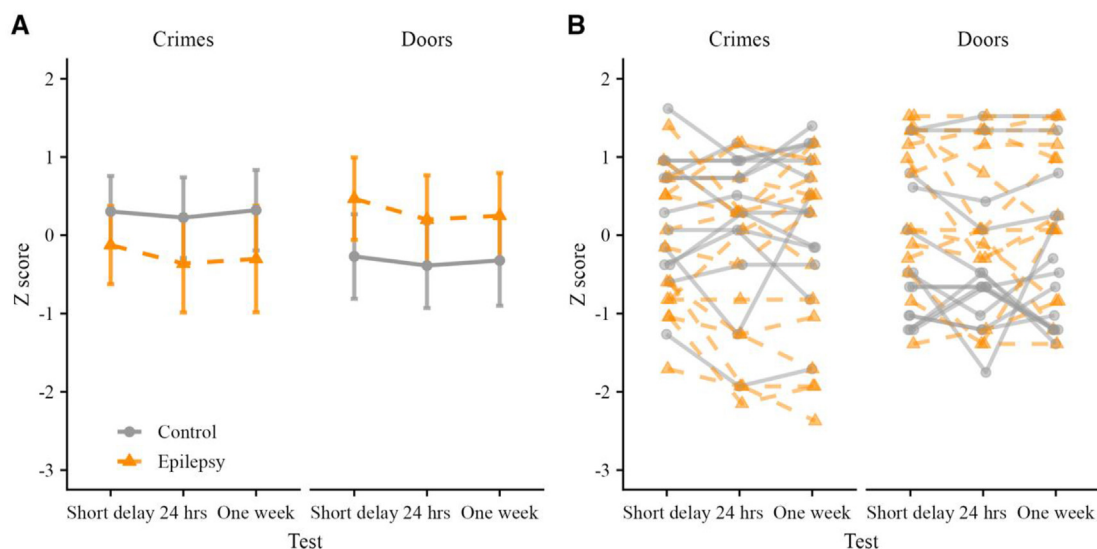 A
Crimes
Doors
Z score
2
1
0
-1
-2
-3
Control
Epilepsy
Short delay 24 hrs One week
Short delay 24 hrs One week
Test
B
Crimes
Doors
Z score
2
1
0
-1
-2
-3
Short delay 24 hrs One week
Short delay 24 hrs One week
Test